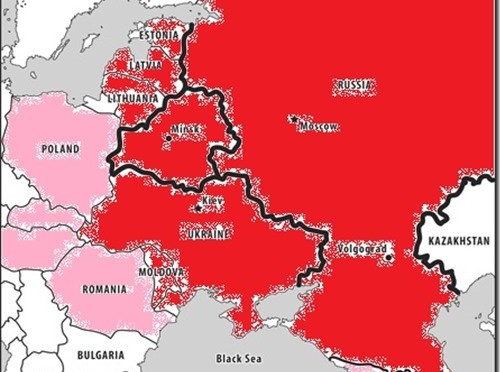 ESTONIA
LATVIA
LITHUANIA
RUSSIA
Moscow
Minsk
POLAND
Kiev
UKRAINE
Volgograd
KAZAKHSTAN
MOLDOVA
ROMANIA
BULGARIA
Black Sea